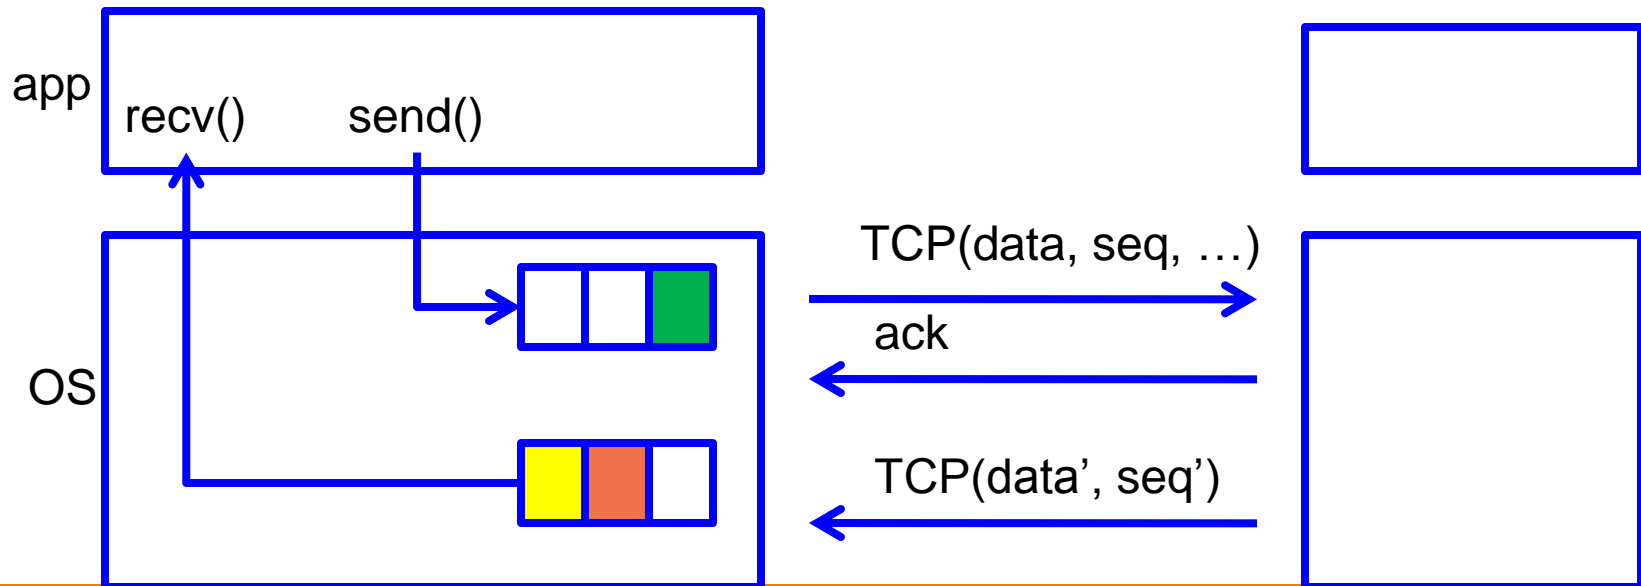 app
recv()
send()
TCP(data, seq, …)
ack
OS
TCP(data’, seq’)